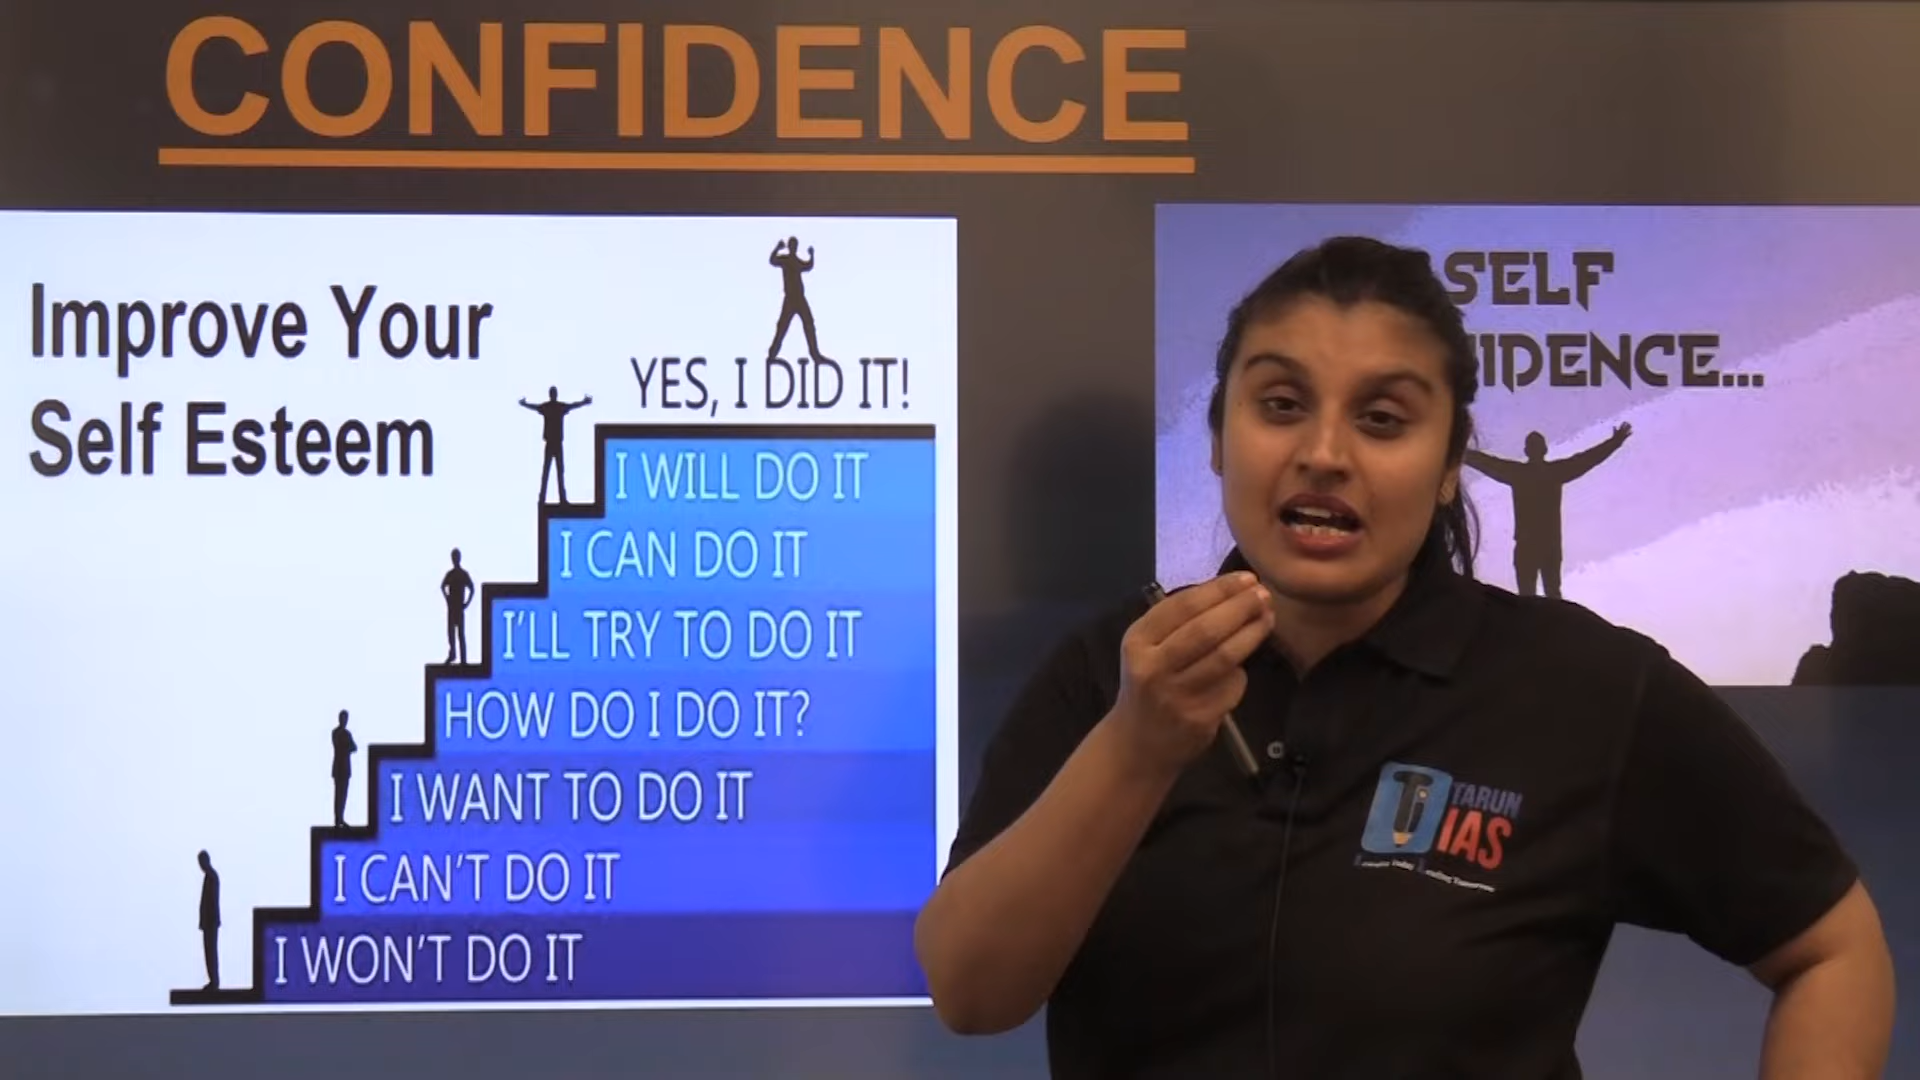 CONFIDENCE
Improve Your
Self Esteem
YES, I DID IT!
I WILL DO IT
I CAN DO IT
I'LL TRY TO DO IT
HOW DO I DO IT?
I WANT TO DO IT
I CAN'T DO IT
I WON'T DO IT
SELF
IDENCE...
TARUN
IAS